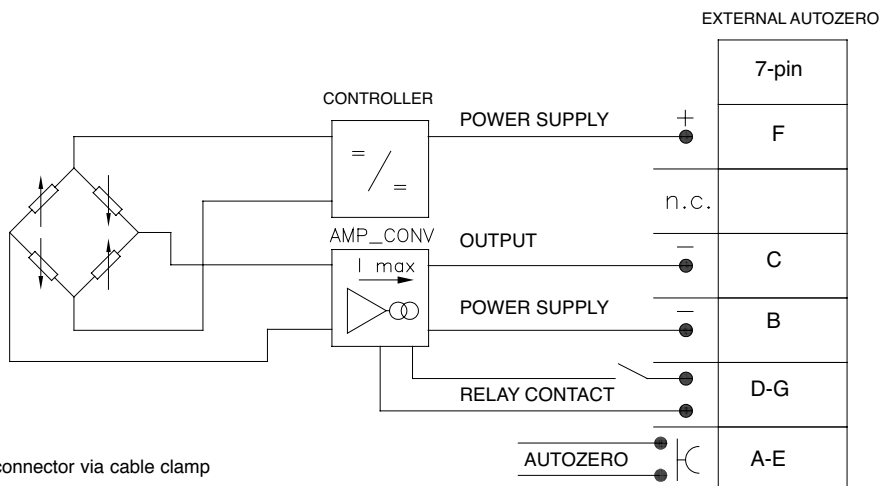 EXTERNAL AUTOZERO
7-pin
CONTROLLER
POWER SUPPLY
+
F
=
/
=
n.c.
AMP_CONV
OUTPUT
–
C
I max
POWER SUPPLY
–
B
RELAY CONTACT
D-G
connector via cable clamp
AUTOZERO
A-E